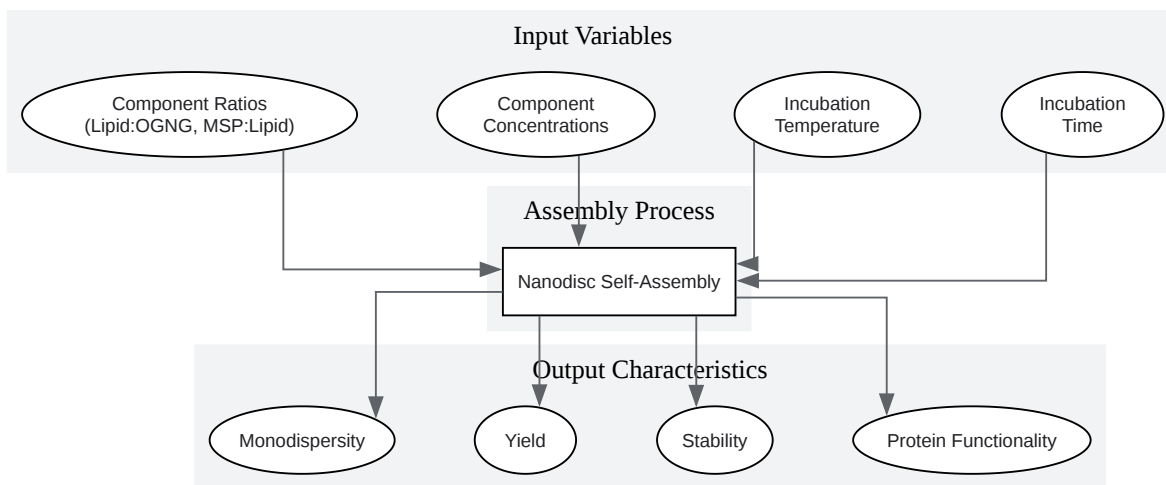 Input Variables
Component Ratios
(Lipid:OGNG, MSP:Lipid)
Component
Concentrations
Incubation
Temperature
Incubation
Time
Assembly Process
Nanodisc Self-Assembly
Output Characteristics
Monodispersity
Yield
Stability
Protein Functionality